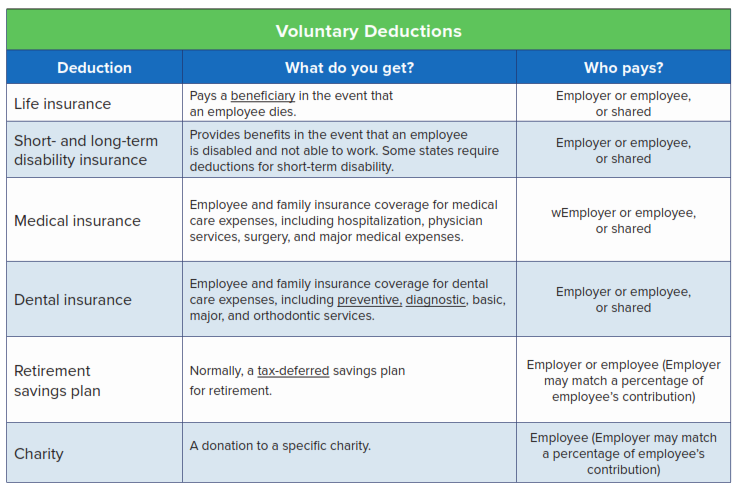 Voluntary Deductions
Deduction
What do you get?
Who pays?
Life insurance
Pays a beneficiary in the event that
an employee dies.
Employer or employee,
or shared
Short- and long-term
disability insurance
Provides benefits in the event that an employee
is disabled and not able to work. Some states require
deductions for short-term disability.
Employer or employee,
or shared
Medical insurance
Employee and family insurance coverage for medical
care expenses, including hospitalization, physician
services, surgery, and major medical expenses.
wEmployer or employee,
or shared
Dental insurance
Employee and family insurance coverage for dental
care expenses, including preventive, diagnostic, basic,
major, and orthodontic services.
Employer or employee,
or shared
Retirement
savings plan
Normally, a tax-deferred savings plan
for retirement.
Employer or employee (Employer
may match a percentage of
employee's contribution)
Charity
A donation to a specific charity.
Employee (Employer may match
a percentage of employee's
contribution)